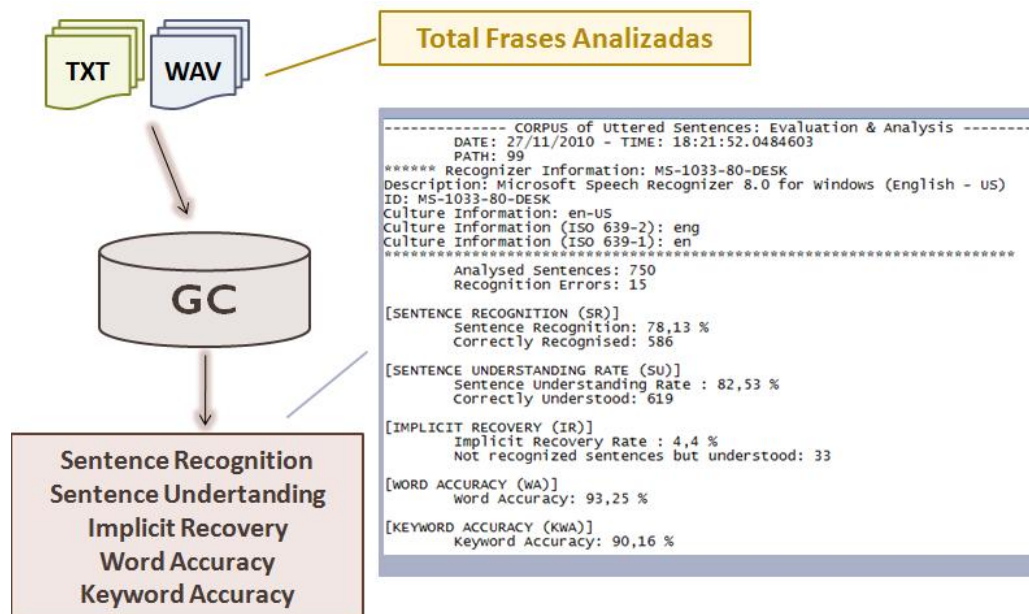 TXT
WAV
Total Frases Analizadas
GC
Sentence Recognition
Sentence Undertanding
Implicit Recovery
Word Accuracy
Keyword Accuracy
-------------- CORPUS of Uttered Sentences: Evaluation & Analysis --------
DATE: 27/11/2010 - TIME: 18:21:52.0484603
PATH: 99
****** Recognizer Information: MS-1033-80-DESK
Description: Microsoft Speech Recognizer 8.0 for Windows (English - US)
ID: MS-1033-80-DESK
Culture Information: en-US
Culture Information (ISO 639-2): eng
Culture Information (ISO 639-1): en
************************************************************************
Analysed Sentences: 750
Recognition Errors: 15
[SENTENCE RECOGNITION (SR)]
Sentence Recognition: 78,13 %
Correctly Recognised: 586
[SENTENCE UNDERSTANDING RATE (SU)]
Sentence Understanding Rate : 82,53 %
Correctly Understood: 619
[IMPLICIT RECOVERY (IR)]
Implicit Recovery Rate : 4,4 %
Not recognized sentences but understood: 33
[WORD ACCURACY (WA)]
Word Accuracy: 93,25 %
[KEYWORD ACCURACY (KWA)]
Keyword Accuracy: 90,16 %